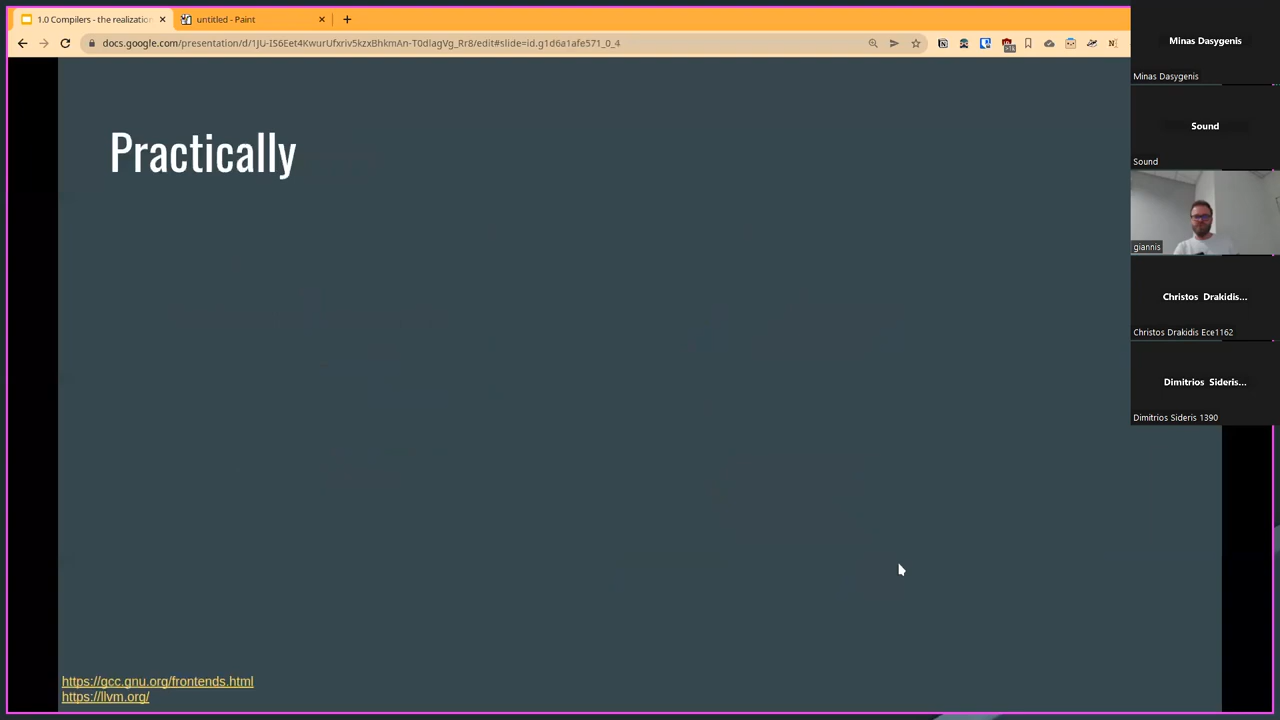 1.0 Compilers - the realization
untitled - Paint
docs.google.com/presentation/d/1JU-IS6Eet4KwurUfxriv5kzxBhkmAn-T0dlagVg_Rr8/edit#slide=id.g1d6a1afe571_0_4
Practically
https://gcc.gnu.org/frontends.html
https://llvm.org/
Minas Dasygenis
Minas Dasygenis
Sound
Sound
giannis
Christos Drakidis...
Christos Drakidis Ece1162
Dimitrios Sideris...
Dimitrios Sideris 1390